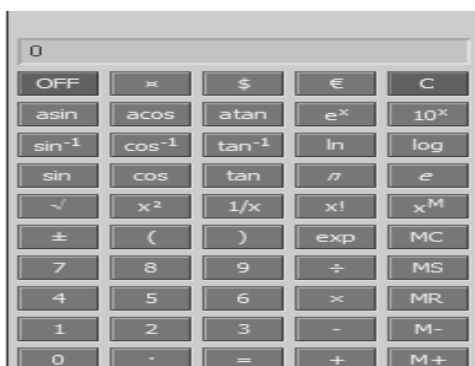 0
OFF ¤ $ € C
asin acos atan eˣ 10ˣ
sin⁻¹ cos⁻¹ tan⁻¹ ln log
sin cos tan π e
√ x² 1/x x! xᴹ
± ( ) exp MC
7 8 9 ÷ MS
4 5 6 × MR
1 2 3 - M-
0 · = + M+